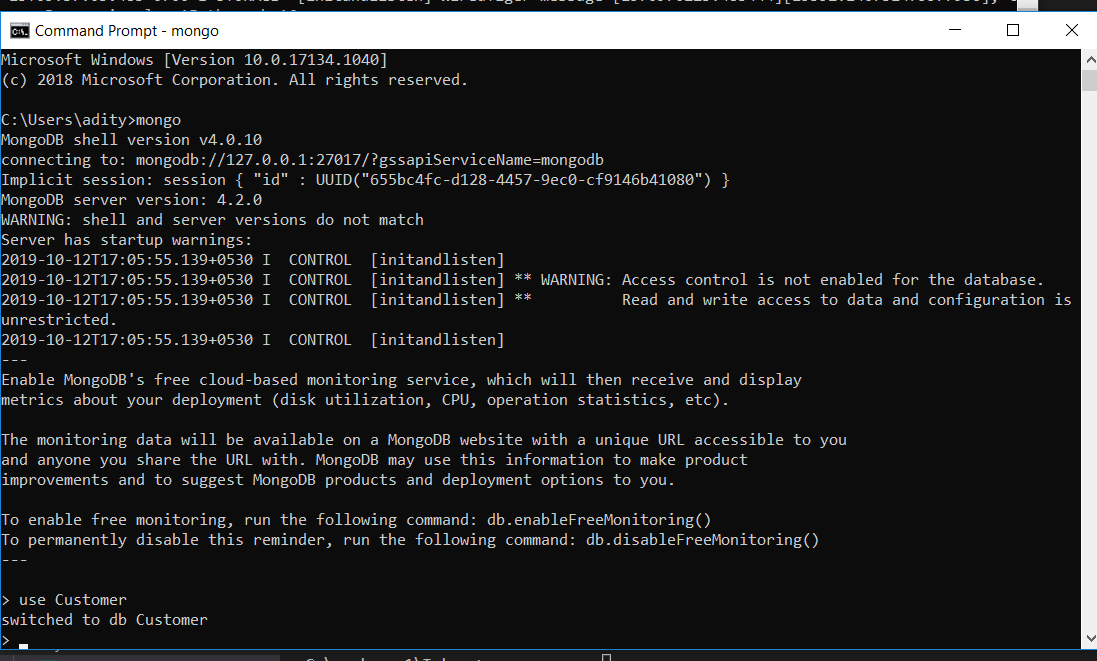 Command Prompt - mongo
Microsoft Windows [Version 10.0.17134.1040]
(c) 2018 Microsoft Corporation. All rights reserved.
C:\Users\adity>mongo
MongoDB shell version v4.0.10
connecting to: mongodb://127.0.0.1:27017/?gssapiServiceName=mongodb
Implicit session: session { "id" : UUID("655bc4fc-d128-4457-9ec0-cf9146b41080") }
MongoDB server version: 4.2.0
WARNING: shell and server versions do not match
Server has startup warnings:
2019-10-12T17:05:55.139+0530 I  CONTROL  [initandlisten]
2019-10-12T17:05:55.139+0530 I  CONTROL  [initandlisten] ** WARNING: Access control is not enabled for the database.
2019-10-12T17:05:55.139+0530 I  CONTROL  [initandlisten] **          Read and write access to data and configuration is
unrestricted.
2019-10-12T17:05:55.139+0530 I  CONTROL  [initandlisten]
---
Enable MongoDB's free cloud-based monitoring service, which will then receive and display
metrics about your deployment (disk utilization, CPU, operation statistics, etc).
The monitoring data will be available on a MongoDB website with a unique URL accessible to you
and anyone you share the URL with. MongoDB may use this information to make product
improvements and to suggest MongoDB products and deployment options to you.
To enable free monitoring, run the following command: db.enableFreeMonitoring()
To permanently disable this reminder, run the following command: db.disableFreeMonitoring()
---
> use Customer
switched to db Customer
>